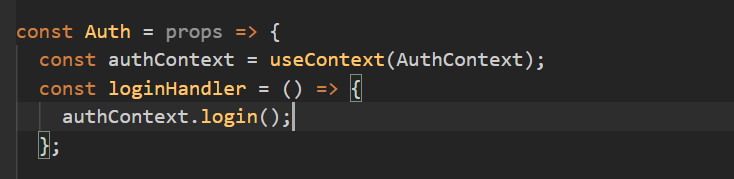 const Auth = props => {
const authContext = useContext(AuthContext);
const loginHandler = () => {
authContext.login();
};